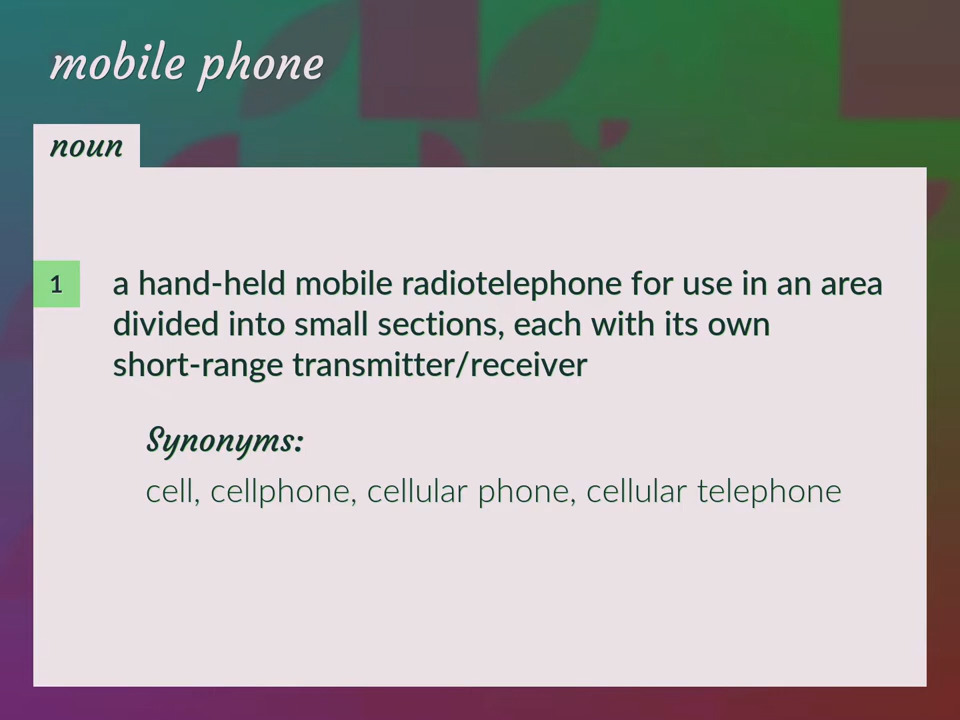 mobile phone
noun
1
a hand-held mobile radiotelephone for use in an area
divided into small sections, each with its own
short-range transmitter/receiver
Synonyms:
cell, cellphone, cellular phone, cellular telephone